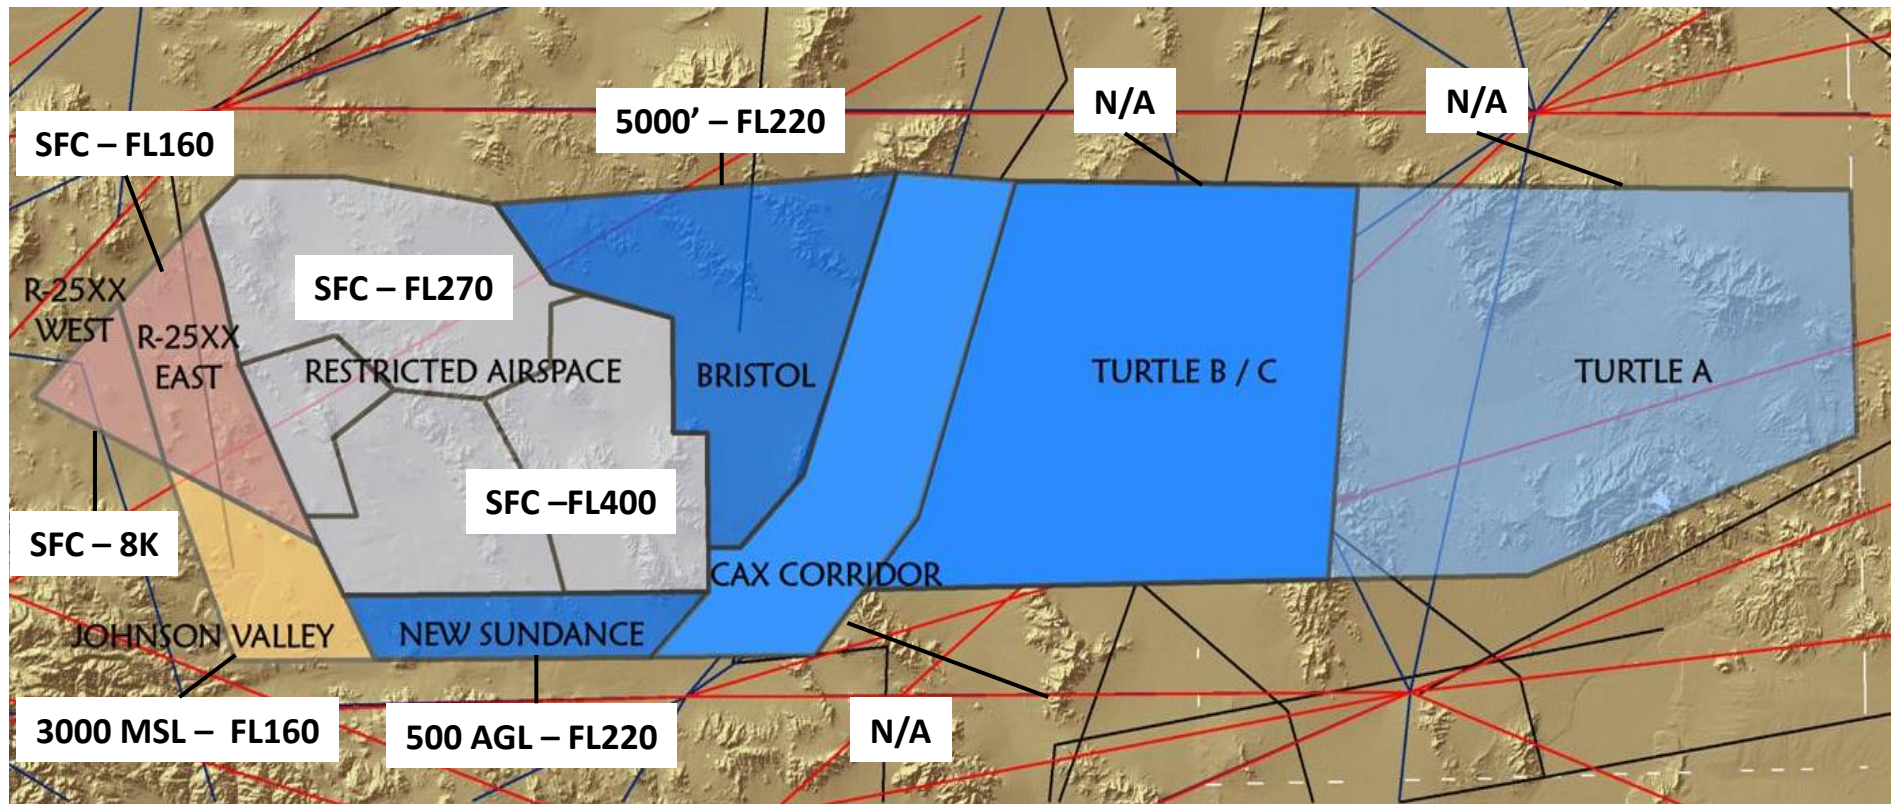 N/A
N/A
5000’ – FL220
SFC – FL160
SFC – FL270
R-25XX
WEST
R-25XX
EAST
RESTRICTED AIRSPACE
BRISTOL
TURTLE B / C
TURTLE A
SFC –FL400
SFC – 8K
CAX CORRIDOR
JOHNSON VALLEY
NEW SUNDANCE
3000 MSL – FL160
500 AGL – FL220
N/A